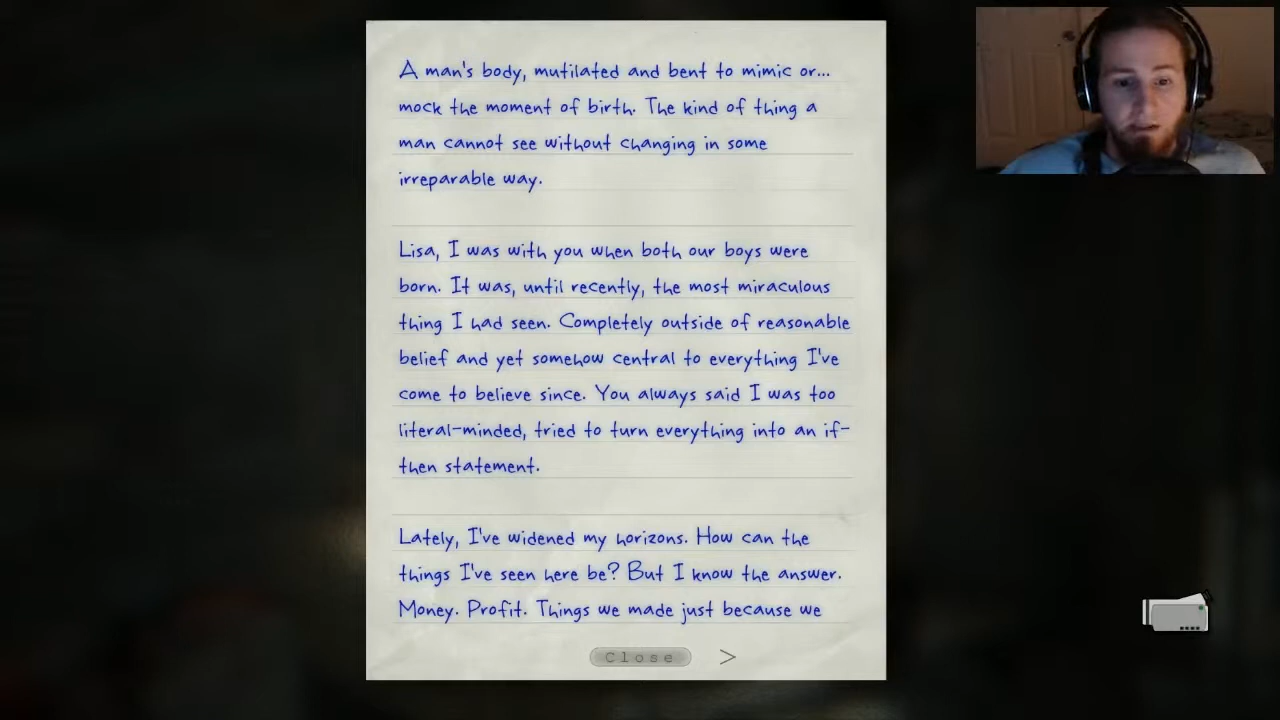 A man's body, mutilated and bent to mimic or...
mock the moment of birth. The kind of thing a
man cannot see without changing in some
irreparable way.
Lisa, I was with you when both our boys were
born. It was, until recently, the most miraculous
thing I had seen. Completely outside of reasonable
belief and yet somehow central to everything I've
come to believe since. You always said I was too
literal-minded, tried to turn everything into an if-
then statement.
Lately, I've widened my horizons. How can the
things I've seen here be? But I know the answer.
Money. Profit. Things we made just because we
Close >